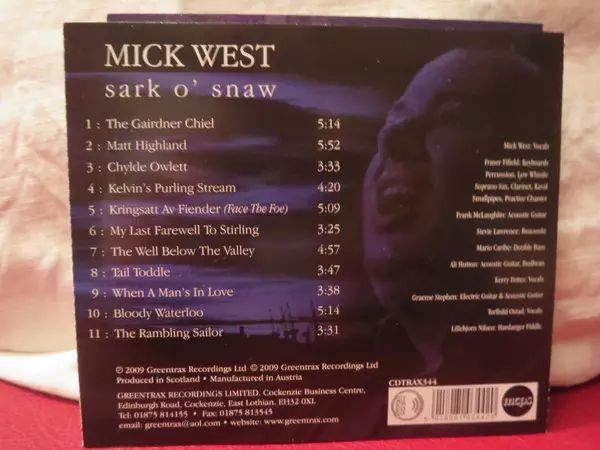 MICK WEST
sark o' snaw
1 : The Gairdner Chiel 5:14
2 : Matt Highland 5:52
3 : Chylde Owlett 3:33
4 : Kelvin's Purling Stream 4:20
5 : Kringsatt Av Fiender (Face The Foe) 5:09
6 : My Last Farewell To Stirling 3:25
7 : The Well Below The Valley 4:57
8 : Tail Toddle 3:47
9 : When A Man's In Love 3:38
10 : Bloody Waterloo 5:14
11 : The Rambling Sailor 3:31
Mick West: Vocals
Fraser Fifield: Keyboards
Percussion, Low Whistle
Soprano Sax, Clarinet, Kaval
Smallpipes, Practice Chanter
Frank McLaughlin: Acoustic Guitar
Stevie Lawrence: Bouzouki
Mario Caribe: Double Bass
Ali Hutton: Acoustic Guitar, Bodhran
Kerry Fettes: Vocals
Graeme Stephen: Electric Guitar & Acoustic Guitar
Torfinn Ostad: Vocals
Lillebjorn Nilsen: Hardanger Fiddle
℗ 2009 Greentrax Recordings Ltd © 2009 Greentrax Recordings Ltd
Produced in Scotland • Manufactured in Austria
GREENTRAX RECORDINGS LIMITED. Cockenzie Business Centre,
Edinburgh Road, Cockenzie, East Lothian. EH32 0XL
Tel: 01875 814155 • Fax: 01875 813545
email: greentrax@aol.com • website: www.greentrax.com
CDTRAX344
mcps